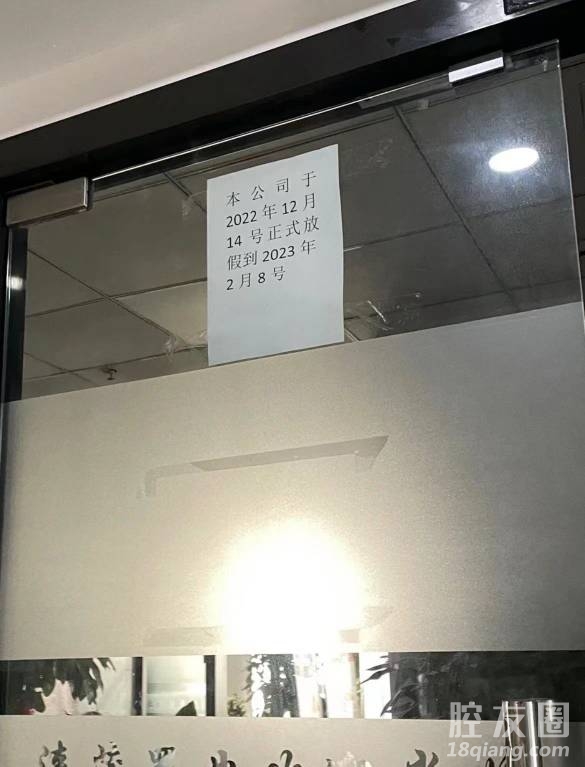 本公司于
2022年12月
14号正式放
假到2023年
2月8号
腔友圈
18qiang.com